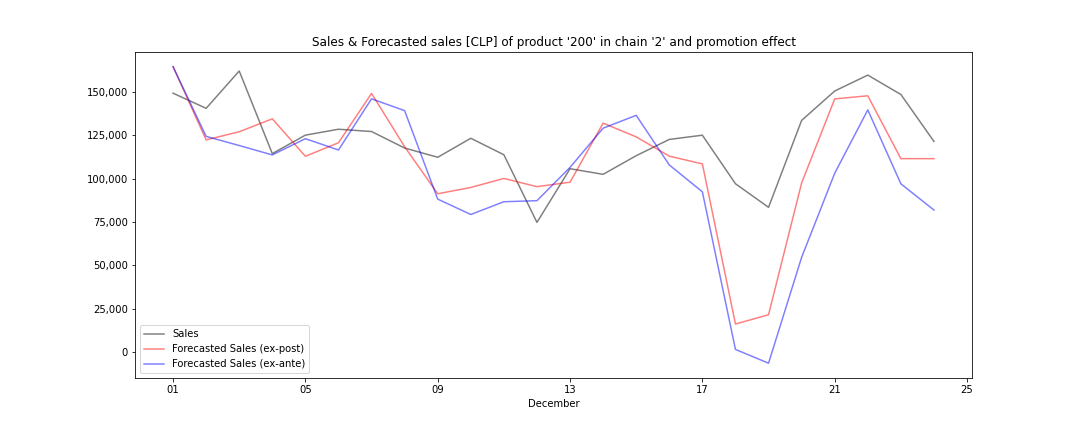 Sales & Forecasted sales [CLP] of product '200' in chain '2' and promotion effect
150,000
125,000
100,000
75,000
50,000
25,000
0
Sales
Forecasted Sales (ex-post)
Forecasted Sales (ex-ante)
01 05 09 13 17 21 25
December